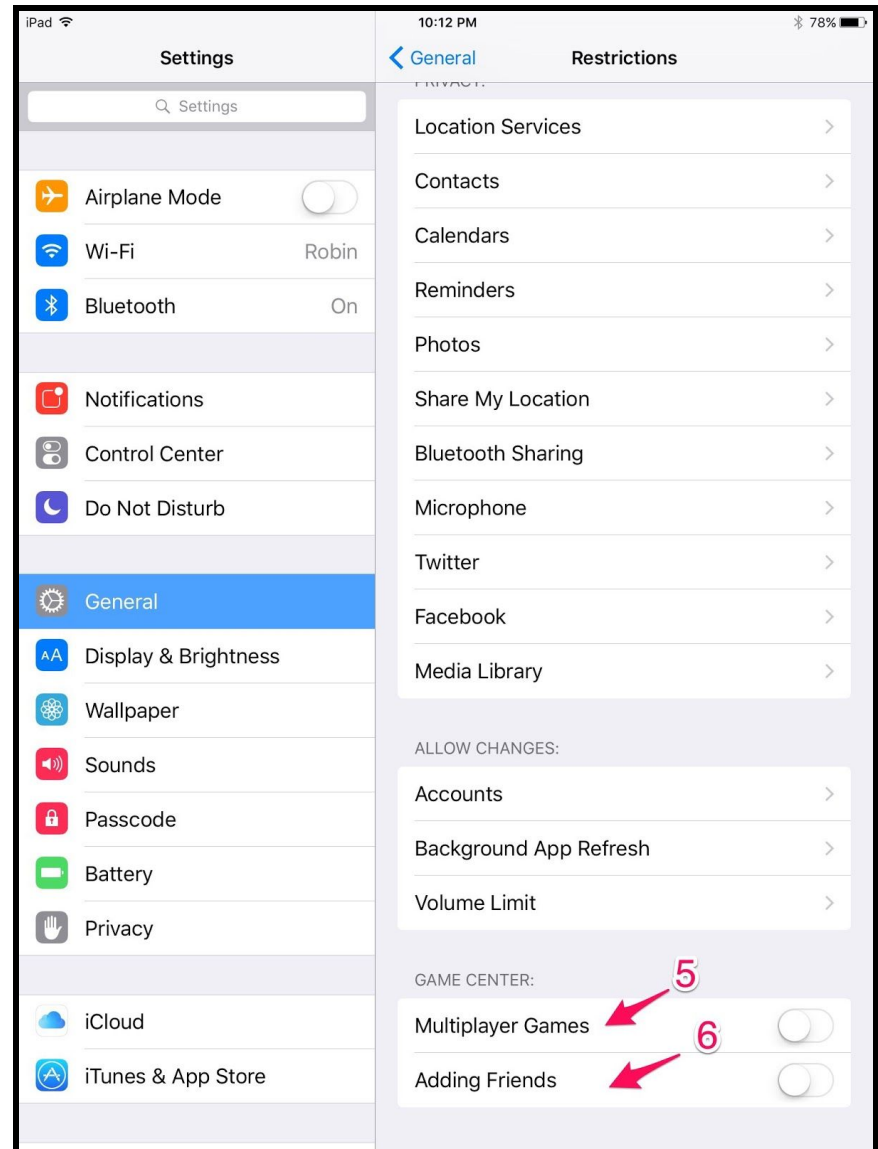 iPad 10:12 PM 78%
Settings
Settings
Airplane Mode
Wi-Fi Robin
Bluetooth On
Notifications
Control Center
Do Not Disturb
General
AA Display & Brightness
Wallpaper
Sounds
Passcode
Battery
Privacy
iCloud
iTunes & App Store
General Restrictions
PRIVACY:
Location Services
Contacts
Calendars
Reminders
Photos
Share My Location
Bluetooth Sharing
Microphone
Twitter
Facebook
Media Library
ALLOW CHANGES:
Accounts
Background App Refresh
Volume Limit
GAME CENTER:
5
Multiplayer Games
6
Adding Friends